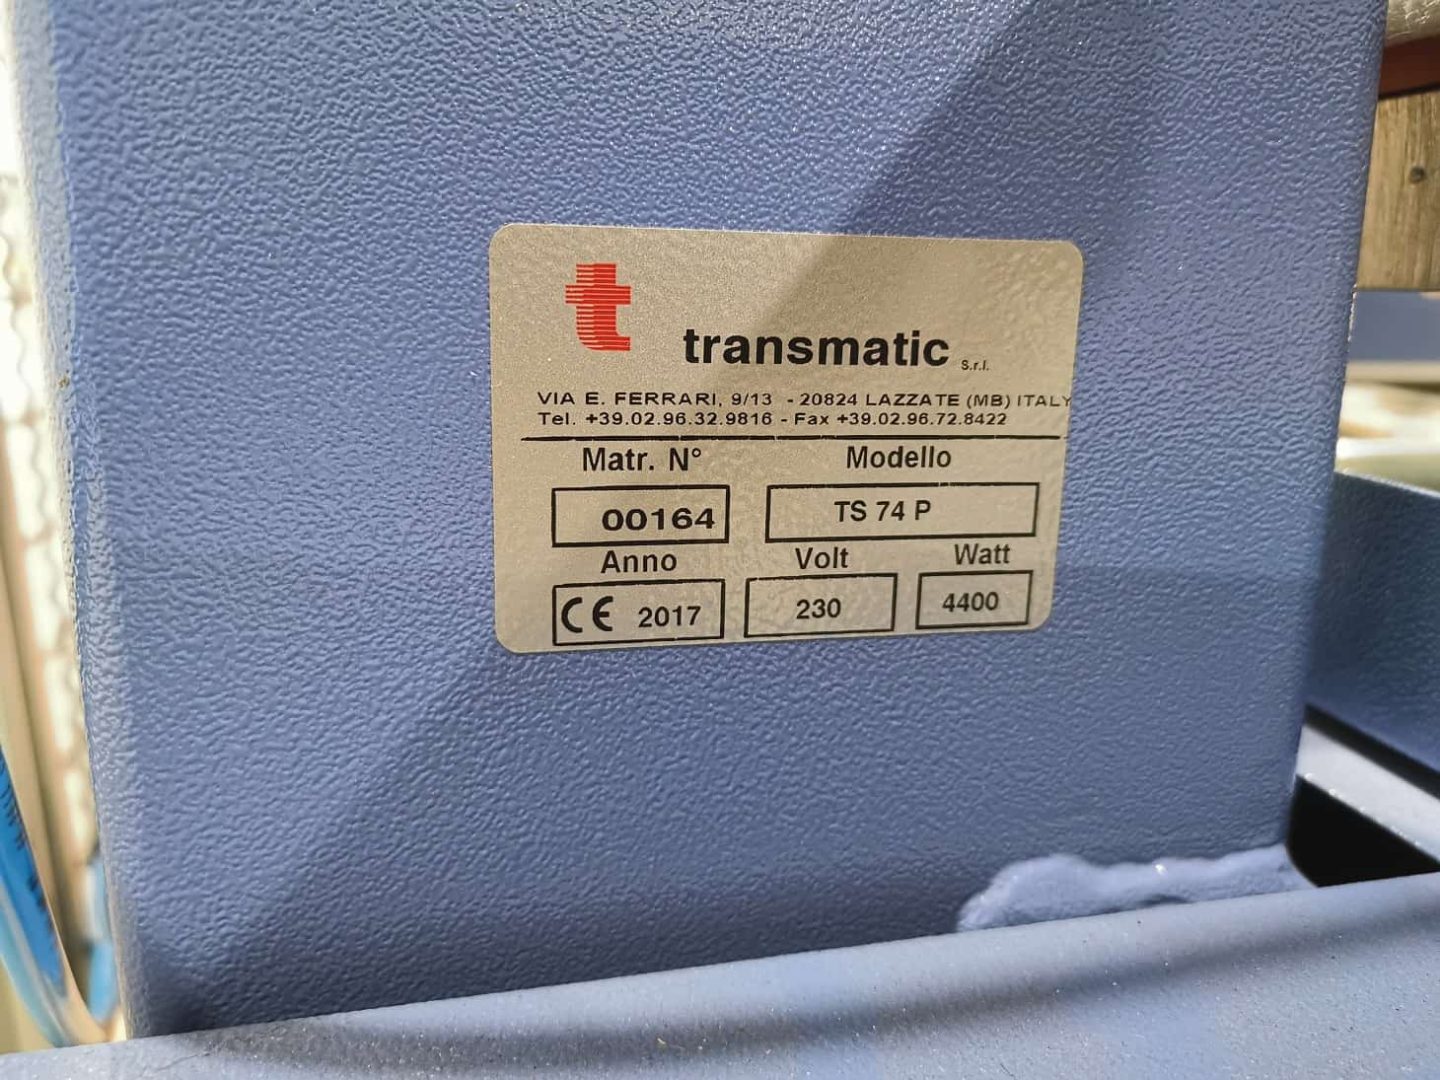 t
transmatic S.r.l.
VIA E. FERRARI, 9/13 - 20824 LAZZATE (MB) ITALY
Tel. +39.02.96.32.9816 - Fax +39.02.96.72.8422
Matr. N° Modello
00164 TS 74 P
Anno Volt Watt
CE 2017 230 4400